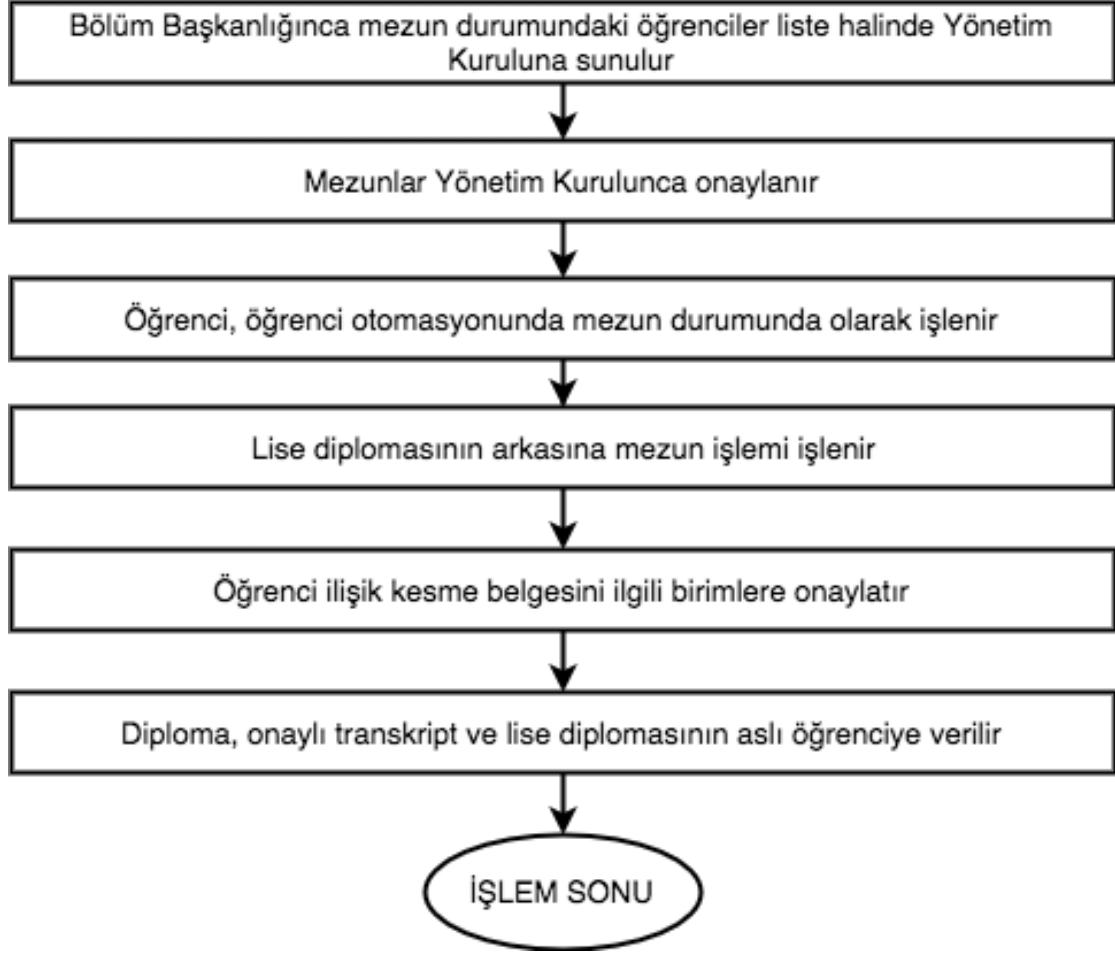 Bölüm Başkanlığınca mezun durumundaki öğrenciler liste halinde Yönetim
Kuruluna sunulur
Mezunlar Yönetim Kurulunca onaylanır
Öğrenci, öğrenci otomasyonunda mezun durumunda olarak işlenir
Lise diplomasının arkasına mezun işlemi işlenir
Öğrenci ilişik kesme belgesini ilgili birimlere onaylatır
Diploma, onaylı transkript ve lise diplomasının aslı öğrenciye verilir
İŞLEM SONU